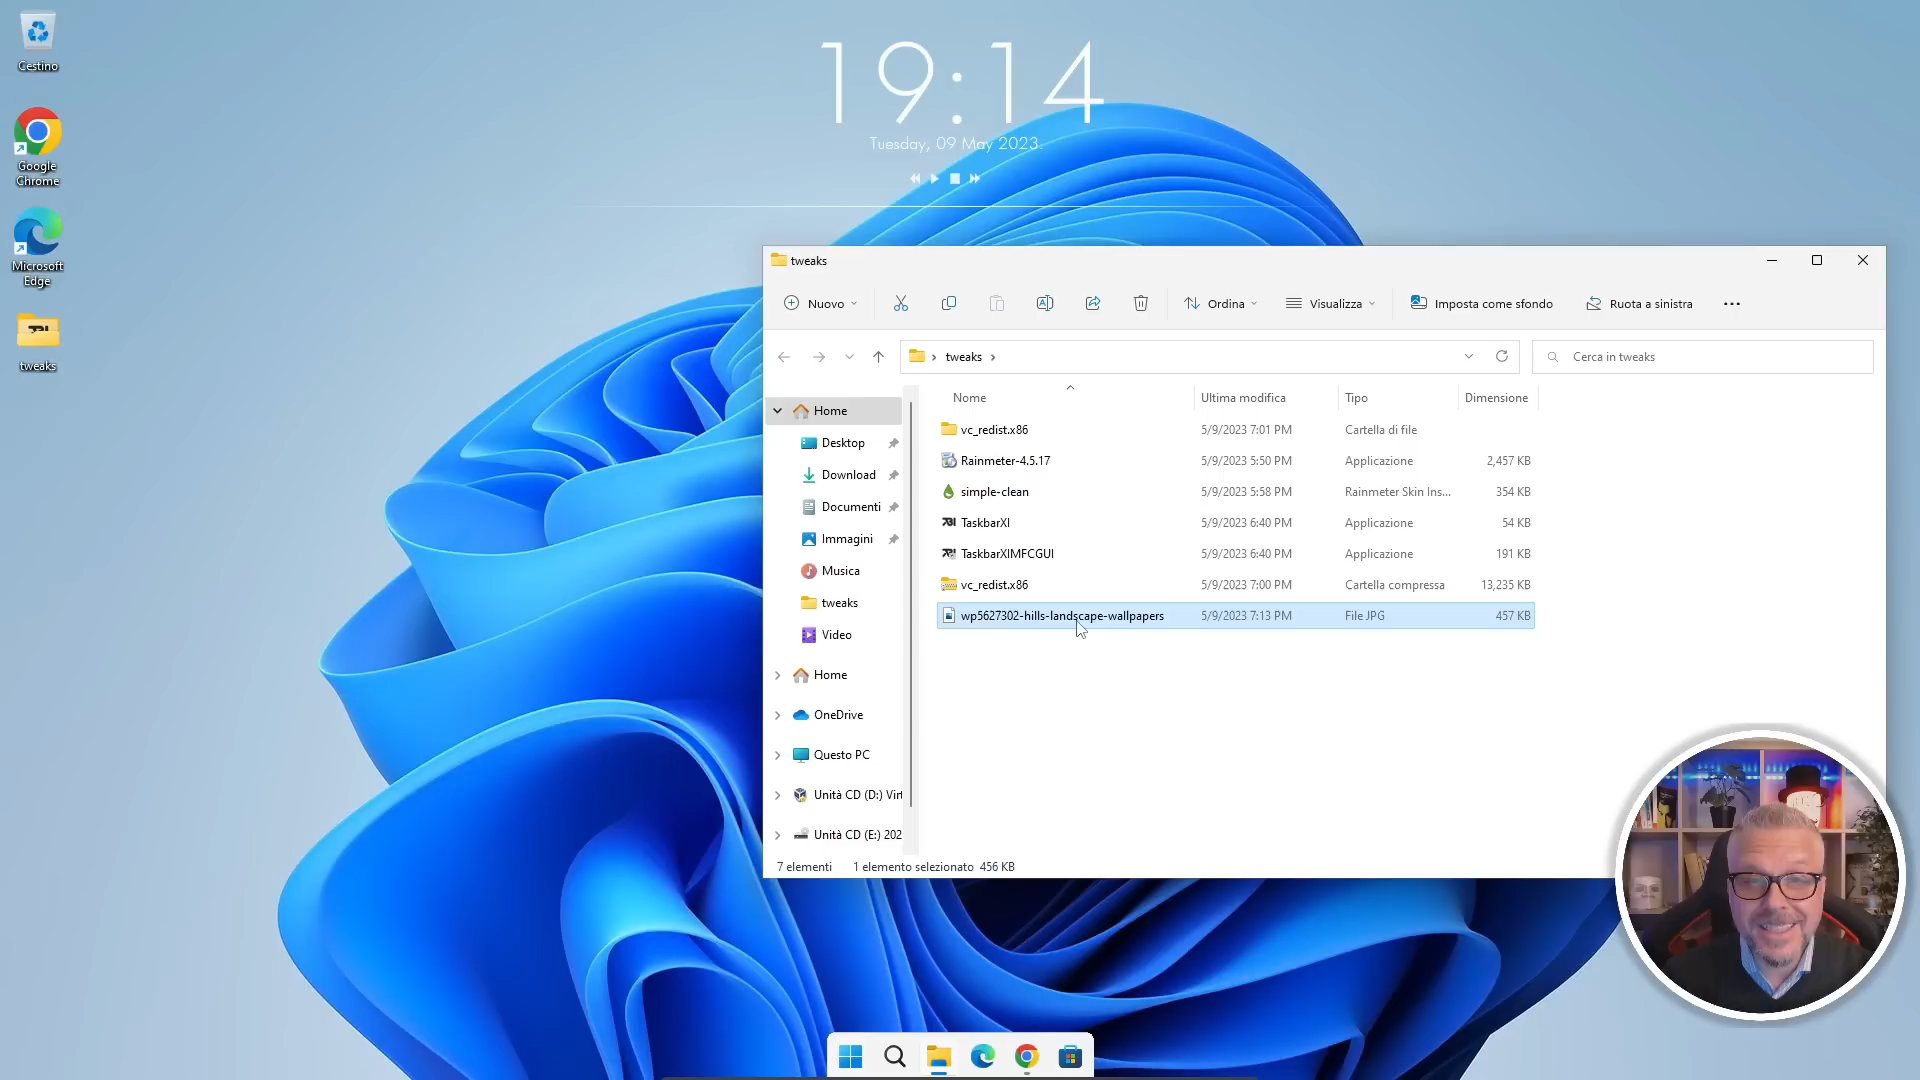 Cestino
Google
Chrome
Microsoft
Edge
tweaks
19:14
Tuesday, 09 May 2023.
tweaks
Nuovo
Ordina
Visualizza
Imposta come sfondo
Ruota a sinistra
tweaks
Cerca in tweaks
Nome Ultima modifica Tipo Dimensione
vc_redist.x86 5/9/2023 7:01 PM Cartella di file
Rainmeter-4.5.17 5/9/2023 5:50 PM Applicazione 2,457 KB
simple-clean 5/9/2023 5:58 PM Rainmeter Skin Ins... 354 KB
TaskbarXI 5/9/2023 6:40 PM Applicazione 54 KB
TaskbarXIMFCGUI 5/9/2023 6:40 PM Applicazione 191 KB
vc_redist.x86 5/9/2023 7:00 PM Cartella compressa 13,235 KB
wp5627302-hills-landscape-wallpapers 5/9/2023 7:13 PM File JPG 457 KB
Home
Desktop
Download
Documenti
Immagini
Musica
tweaks
Video
Home
OneDrive
Questo PC
Unità CD (D:) Virt
Unità CD (E:) 202
7 elementi 1 elemento selezionato 456 KB